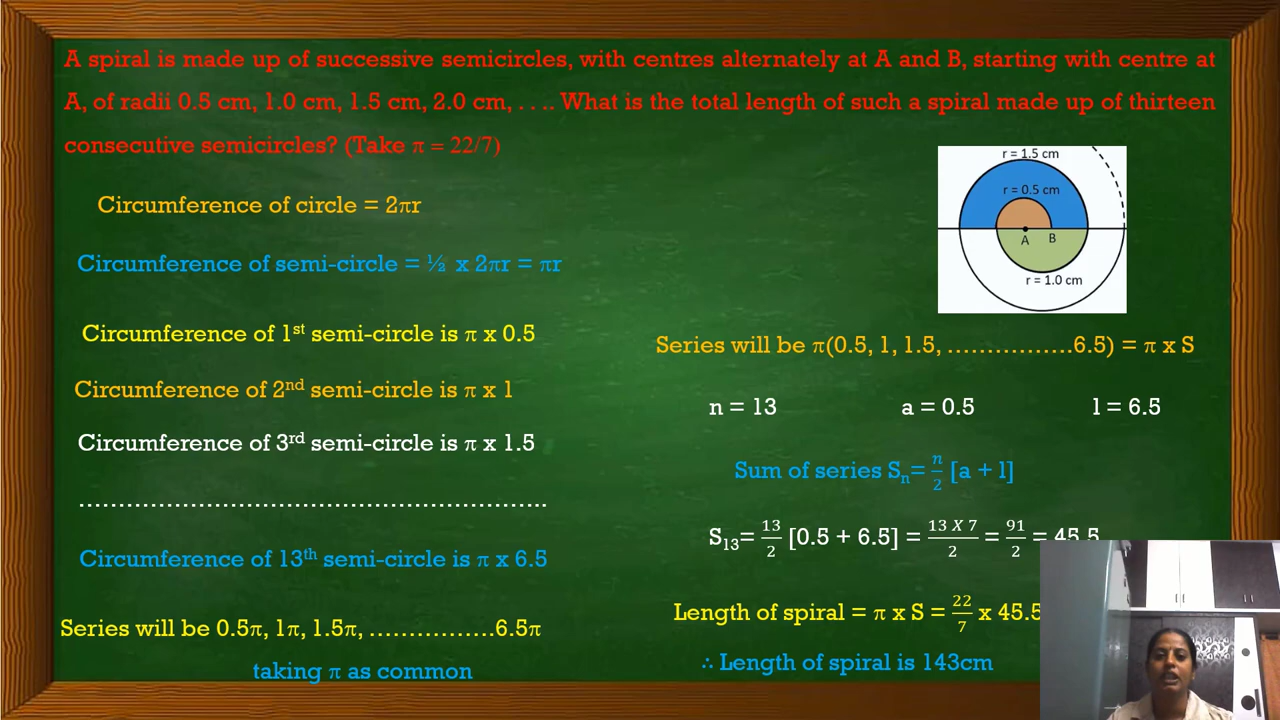 A spiral is made up of successive semicircles, with centres alternately at A and B, starting with centre at
A, of radii 0.5 cm, 1.0 cm, 1.5 cm, 2.0 cm, . . .. What is the total length of such a spiral made up of thirteen
consecutive semicircles? (Take π = 22/7)
r = 1.5 cm
r = 0.5 cm
A B
r = 1.0 cm
Circumference of circle = 2πr
Circumference of semi-circle = ½ x 2πr = πr
Circumference of 1st semi-circle is π x 0.5
Circumference of 2nd semi-circle is π x 1
Circumference of 3rd semi-circle is π x 1.5
....................................................
Circumference of 13th semi-circle is π x 6.5
Series will be 0.5π, 1π, 1.5π, ................6.5π
taking π as common
Series will be π(0.5, 1, 1.5, ................6.5) = π x S
n = 13 a = 0.5 l = 6.5
Sum of series Sn= n/2 [a + l]
S13= 13/2 [0.5 + 6.5] = 13 X 7/2 = 91/2 = 45.5
Length of spiral = π x S = 22/7 x 45.5
∴ Length of spiral is 143cm